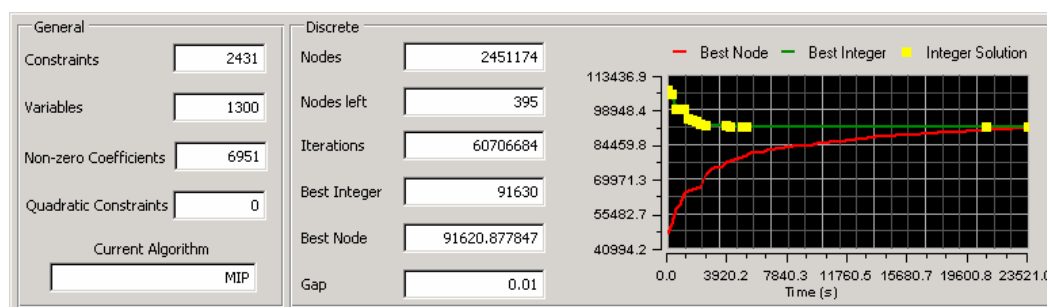 General
Constraints 2431
Variables 1300
Non-zero Coefficients 6951
Quadratic Constraints 0
Current Algorithm
MIP
Discrete
Nodes 2451174
Nodes left 395
Iterations 60706684
Best Integer 91630
Best Node 91620.877847
Gap 0.01
Best Node Best Integer Integer Solution
113436.9
98948.4
84459.8
69971.3
55482.7
40994.2
0.0 3920.2 7840.3 11760.5 15680.7 19600.8 23521.0
Time (s)